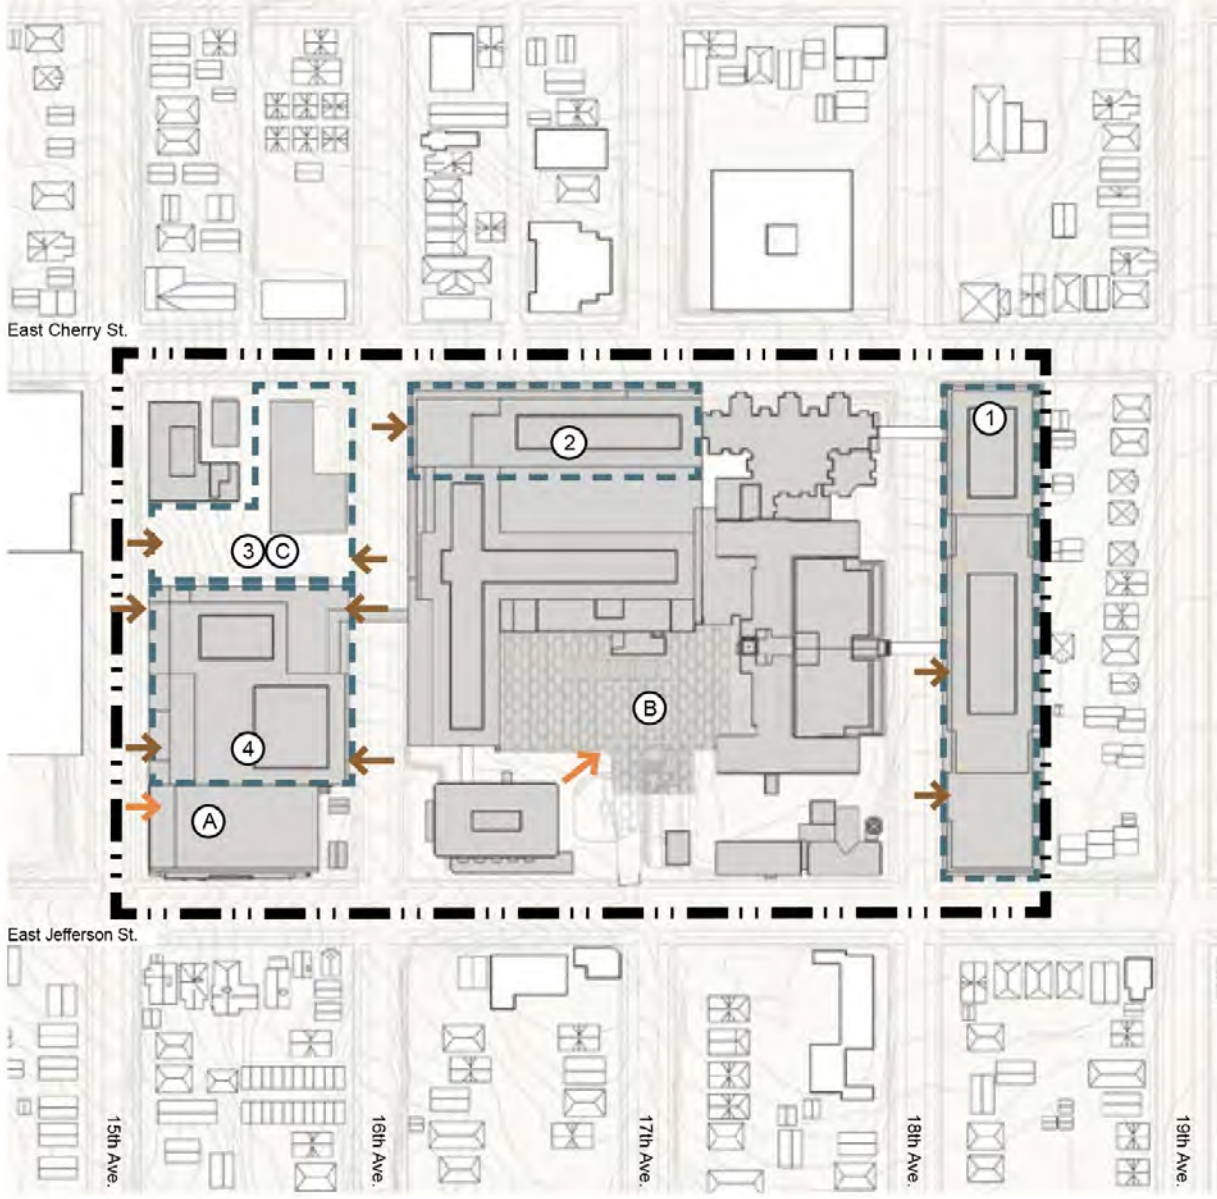 East Cherry St.
1
2
3 C
B
4
A
East Jefferson St.
15th Ave.
16th Ave.
17th Ave.
18th Ave.
19th Ave.